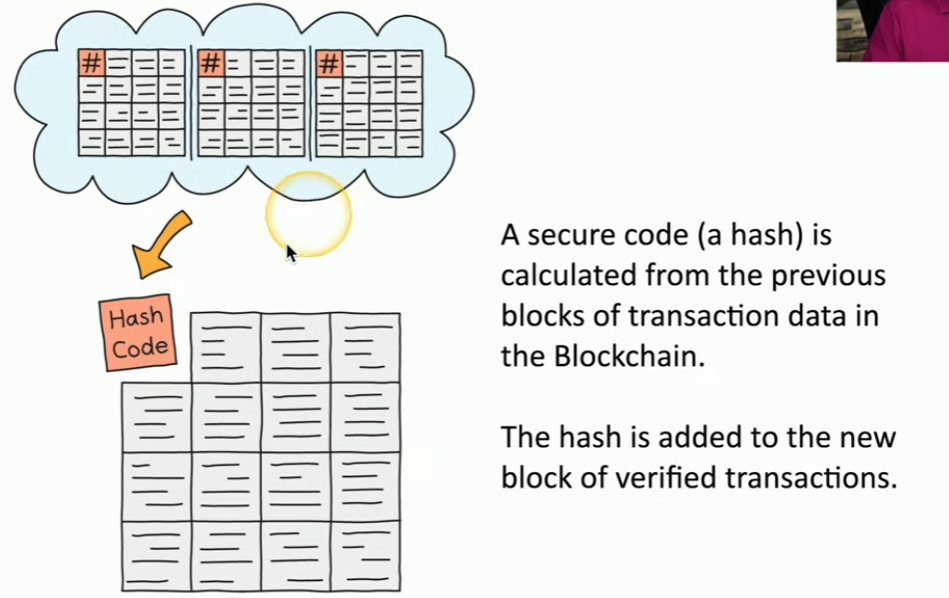 # # #
Hash
Code
A secure code (a hash) is
calculated from the previous
blocks of transaction data in
the Blockchain.
The hash is added to the new
block of verified transactions.